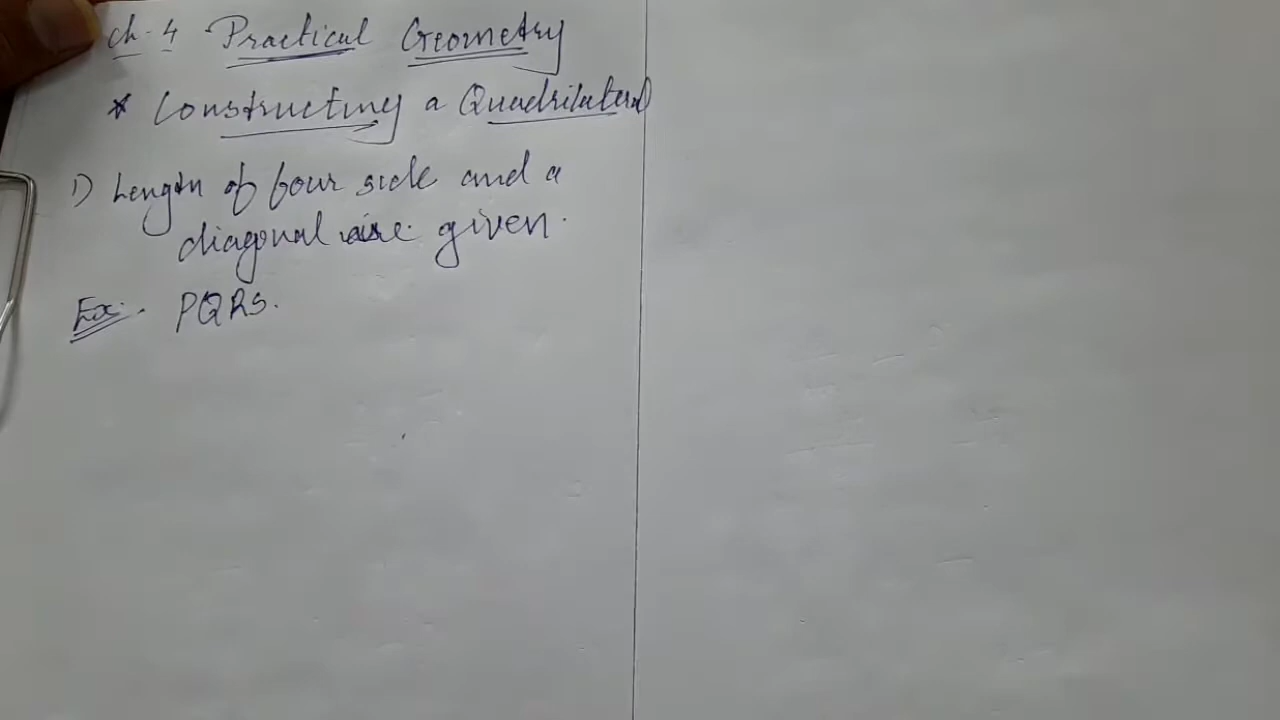 Ch-4 Practical Geometry
* Constructing a Quadrilateral
1) Length of four side and a
diagonal are given.
Ex:- PQRS.